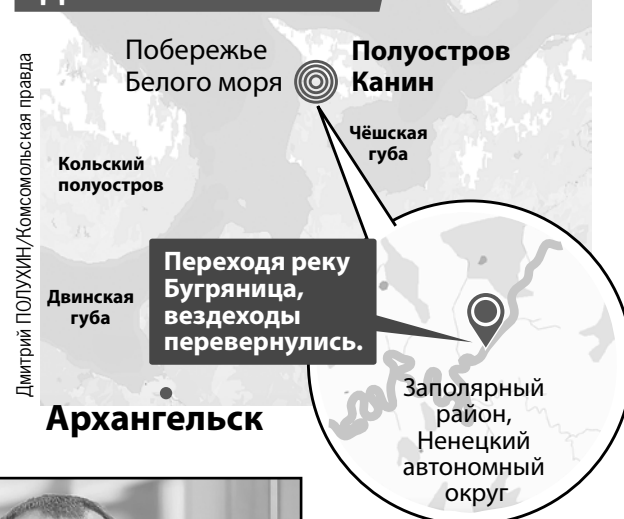 Побережье
Белого моря
Полуостров
Канин
Чёшская
губа
Кольский
полуостров
Двинская
губа
Переходя реку
Бугряница,
вездеходы
перевернулись.
Архангельск
Заполярный
район,
Ненецкий
автономный
округ
Дмитрий ПОЛУХИН/Комсомольская правда